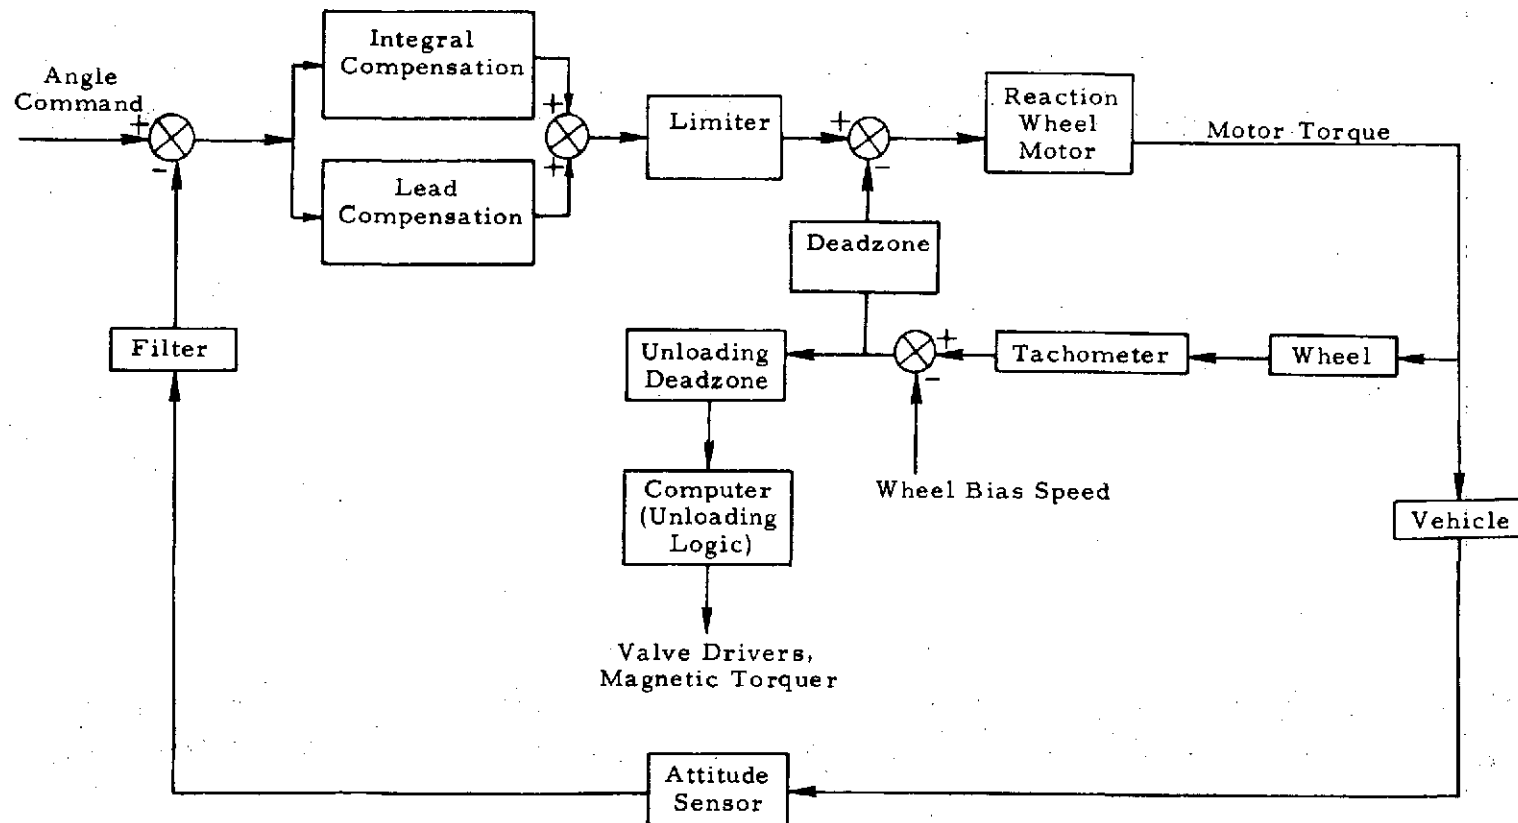 Angle
Command
+
-
Integral
Compensation
Lead
Compensation
+
+
Limiter
+
-
Reaction
Wheel
Motor
Motor Torque
Deadzone
Filter
Unloading
Deadzone
+
-
Tachometer
Wheel
Computer
(Unloading
Logic)
Wheel Bias Speed
Vehicle
Valve Drivers,
Magnetic Torquer
Attitude
Sensor